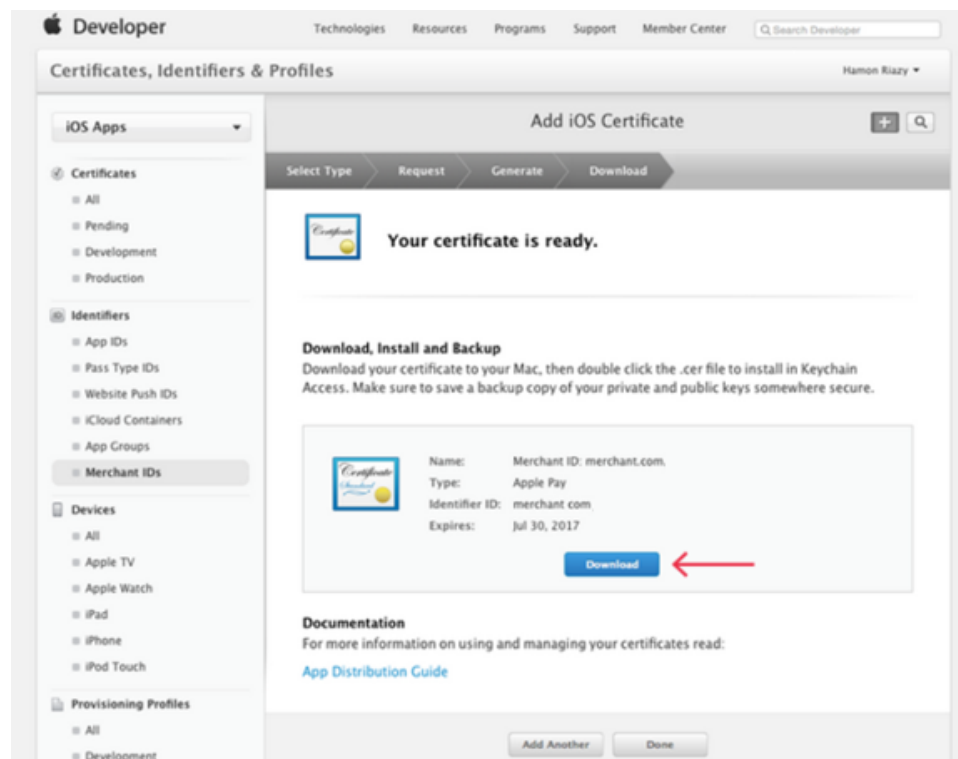 Developer
Technologies Resources Programs Support Member Center Search Developer
Certificates, Identifiers & Profiles
Hamon Riazy
iOS Apps
Add iOS Certificate
Select Type Request Generate Download
Certificates
All
Pending
Development
Production
Identifiers
App IDs
Pass Type IDs
Website Push IDs
iCloud Containers
App Groups
Merchant IDs
Devices
All
Apple TV
Apple Watch
iPad
iPhone
iPod Touch
Provisioning Profiles
All
Development
Certificate
Your certificate is ready.
Download, Install and Backup
Download your certificate to your Mac, then double click the .cer file to install in Keychain
Access. Make sure to save a backup copy of your private and public keys somewhere secure.
Certificate
Standard
Name: Merchant ID: merchant.com.
Type: Apple Pay
Identifier ID: merchant com
Expires: Jul 30, 2017
Download
Documentation
For more information on using and managing your certificates read:
App Distribution Guide
Add Another Done